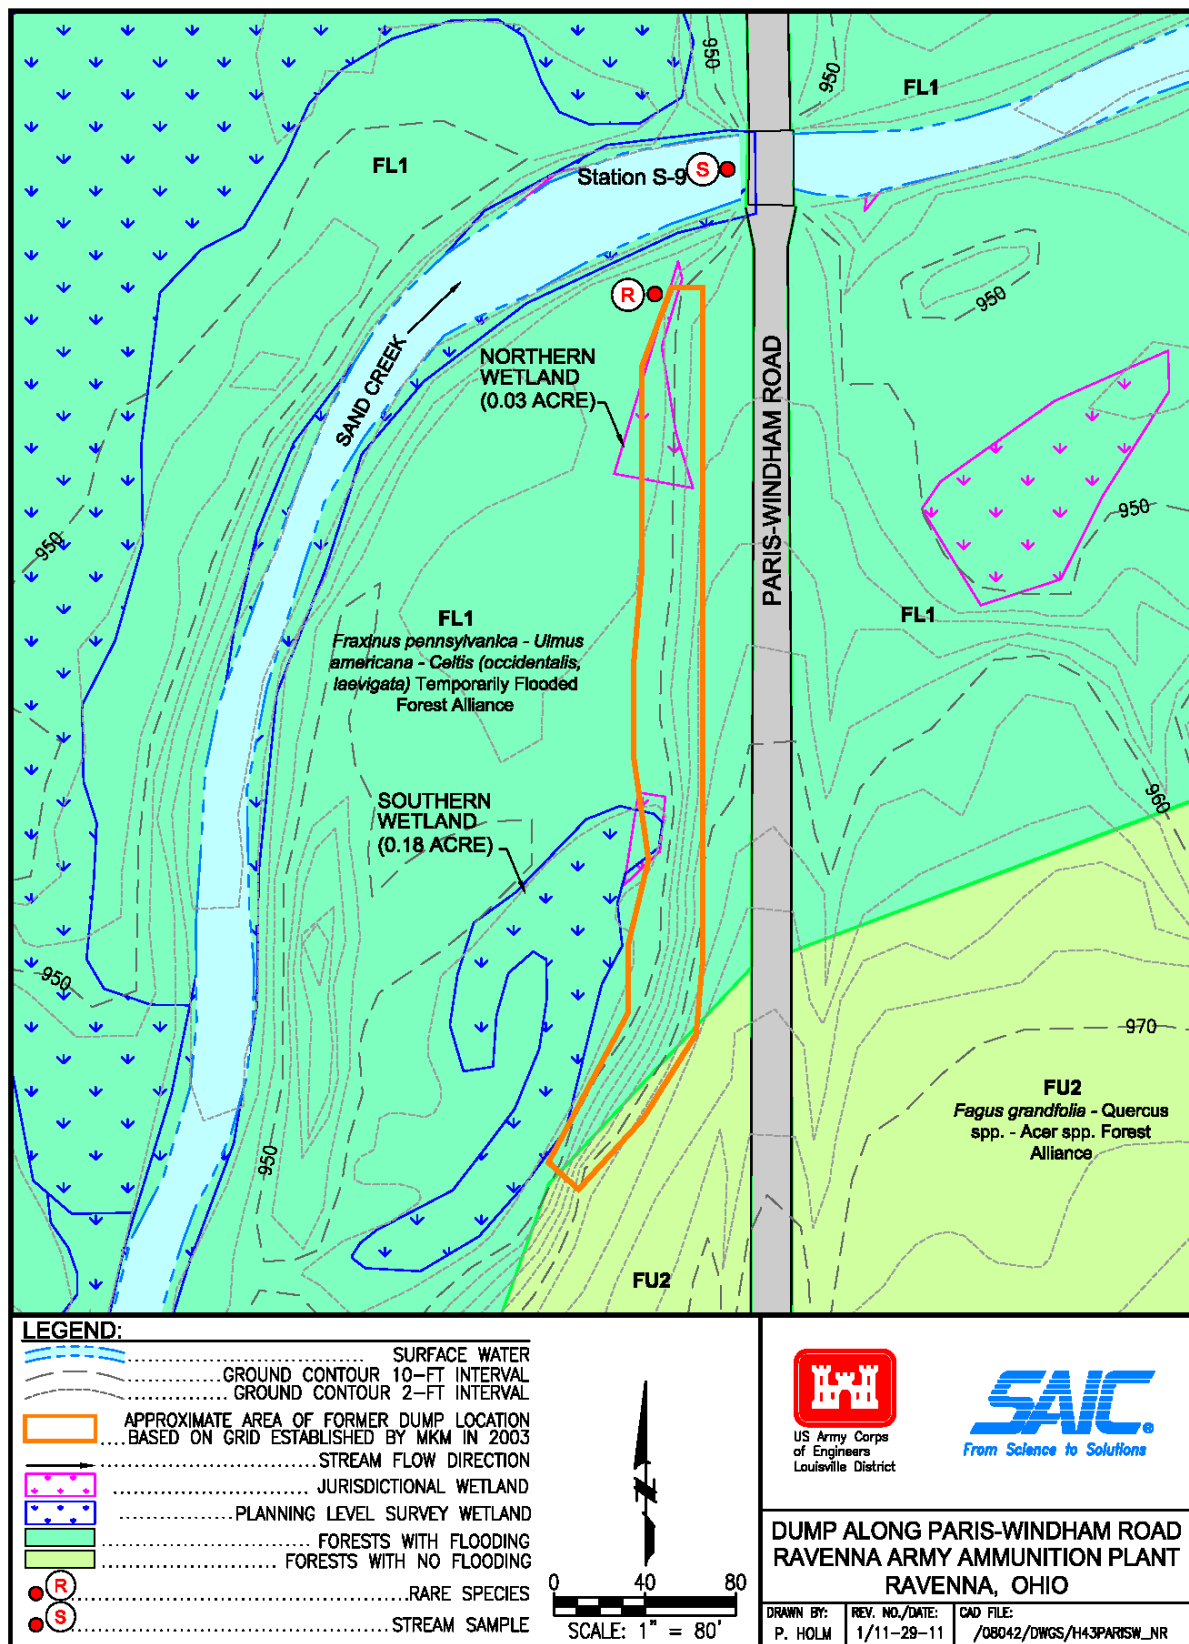 950
950
FL1
FL1
Station S-9
S
R
950
SAND CREEK
NORTHERN
WETLAND
(0.03 ACRE)
PARIS-WINDHAM ROAD
950
950
FL1
Fraxinus pennsylvanica - Ulmus
americana - Celtis (occidentalis,
laevigata) Temporarily Flooded
Forest Alliance
FL1
SOUTHERN
WETLAND
(0.18 ACRE)
960
950
970
FU2
Fagus grandfolia - Quercus
spp. - Acer spp. Forest
Alliance
950
FU2
LEGEND:
SURFACE WATER
GROUND CONTOUR 10-FT INTERVAL
GROUND CONTOUR 2-FT INTERVAL
APPROXIMATE AREA OF FORMER DUMP LOCATION
BASED ON GRID ESTABLISHED BY MKM IN 2003
STREAM FLOW DIRECTION
JURISDICTIONAL WETLAND
PLANNING LEVEL SURVEY WETLAND
FORESTS WITH FLOODING
FORESTS WITH NO FLOODING
R RARE SPECIES
S STREAM SAMPLE
N
0 40 80
SCALE: 1" = 80'
US Army Corps
of Engineers
Louisville District
SAIC®
From Science to Solutions
DUMP ALONG PARIS-WINDHAM ROAD
RAVENNA ARMY AMMUNITION PLANT
RAVENNA, OHIO
DRAWN BY: REV. NO./DATE: CAD FILE:
P. HOLM 1/11-29-11 /08042/DWGS/H43PARISW_NR